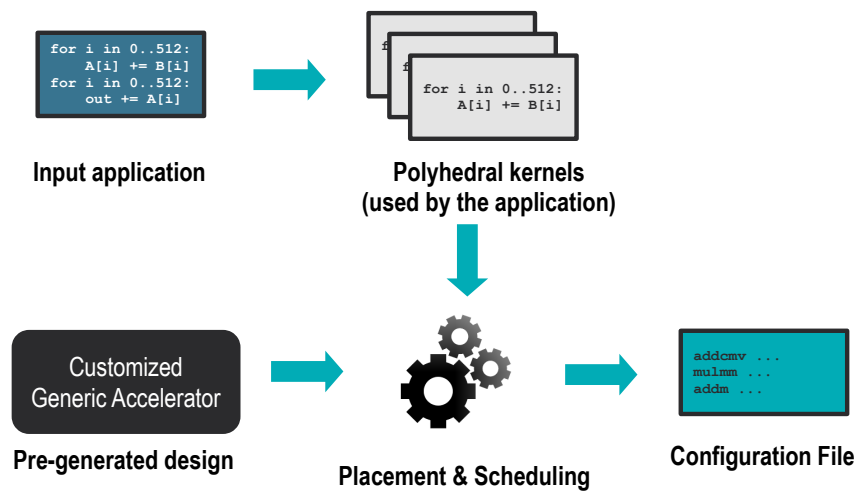 for i in 0..512:
A[i] += B[i]
for i in 0..512:
out += A[i]
Input application
f
f
for i in 0..512:
A[i] += B[i]
Polyhedral kernels
(used by the application)
Customized
Generic Accelerator
Pre-generated design
Placement & Scheduling
addcmv ...
mulmm ...
addm ...
Configuration File